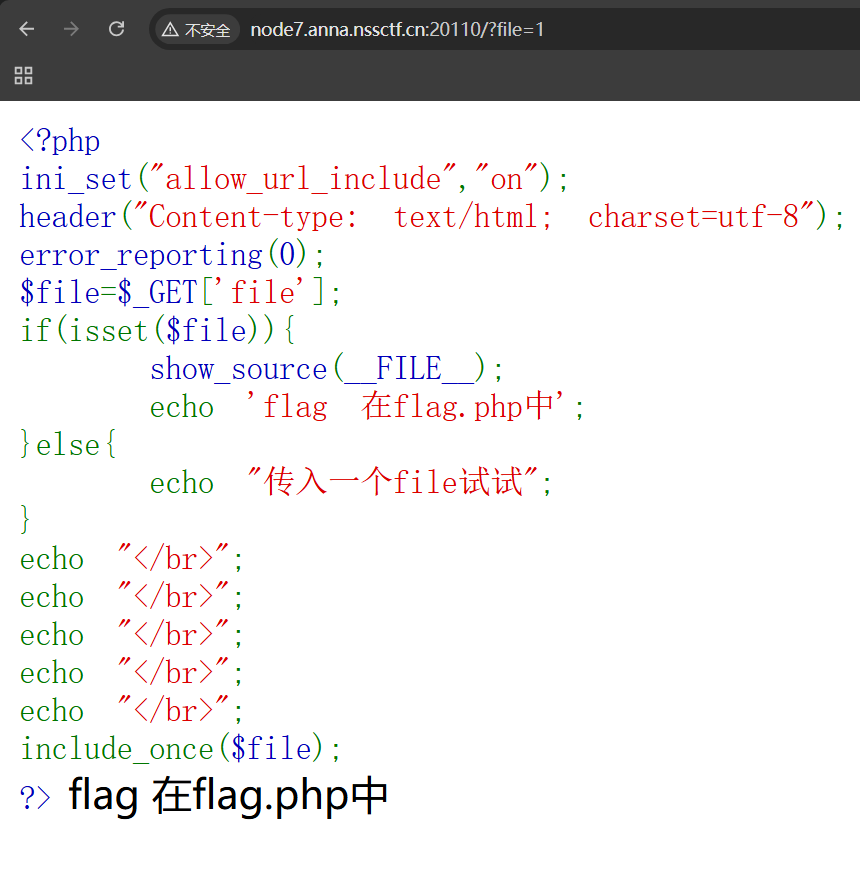 不安全 node7.anna.nssctf.cn:20110/?file=1
<?php
ini_set("allow_url_include","on");
header("Content-type: text/html; charset=utf-8");
error_reporting(0);
$file=$_GET['file'];
if(isset($file)){
show_source(__FILE__);
echo 'flag 在flag.php中';
}else{
echo "传入一个file试试";
}
echo "</br>";
echo "</br>";
echo "</br>";
echo "</br>";
echo "</br>";
include_once($file);
?> flag 在flag.php中